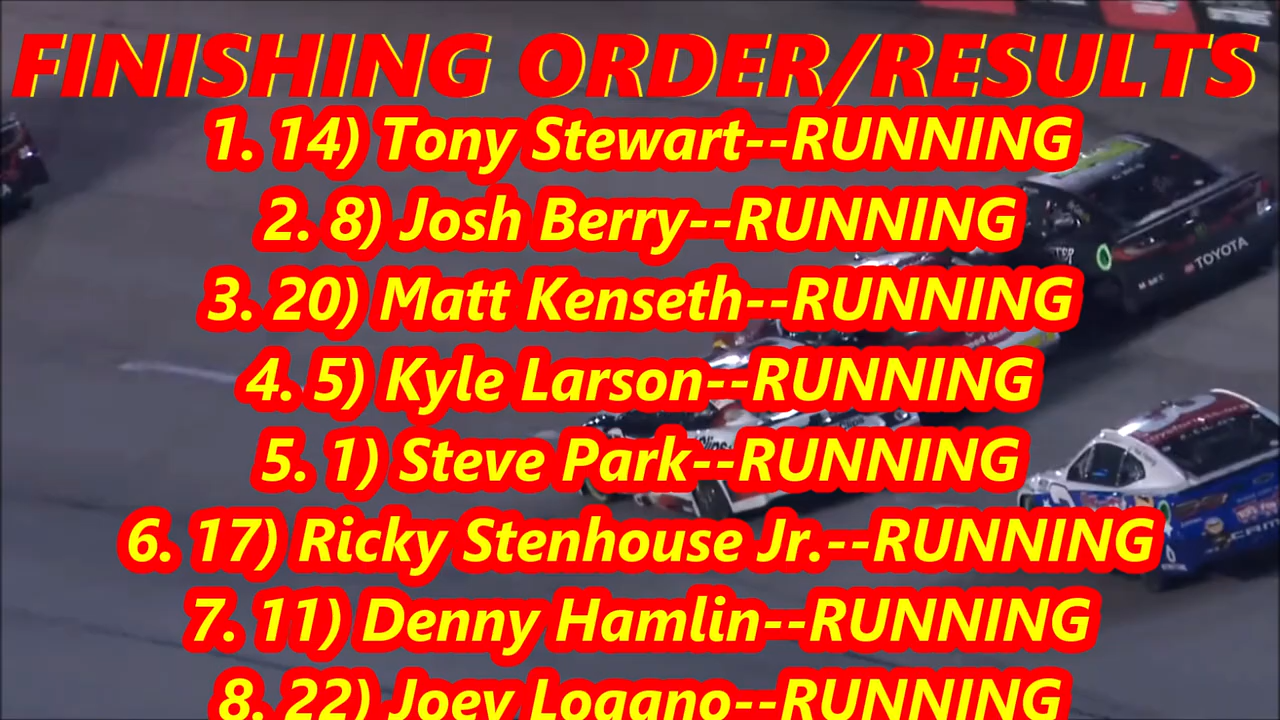 FINISHING ORDER/RESULTS
1. 14) Tony Stewart--RUNNING
2. 8) Josh Berry--RUNNING
3. 20) Matt Kenseth--RUNNING
4. 5) Kyle Larson--RUNNING
5. 1) Steve Park--RUNNING
6. 17) Ricky Stenhouse Jr.--RUNNING
7. 11) Denny Hamlin--RUNNING
8. 22) Joey Logano--RUNNING
TOYOTA